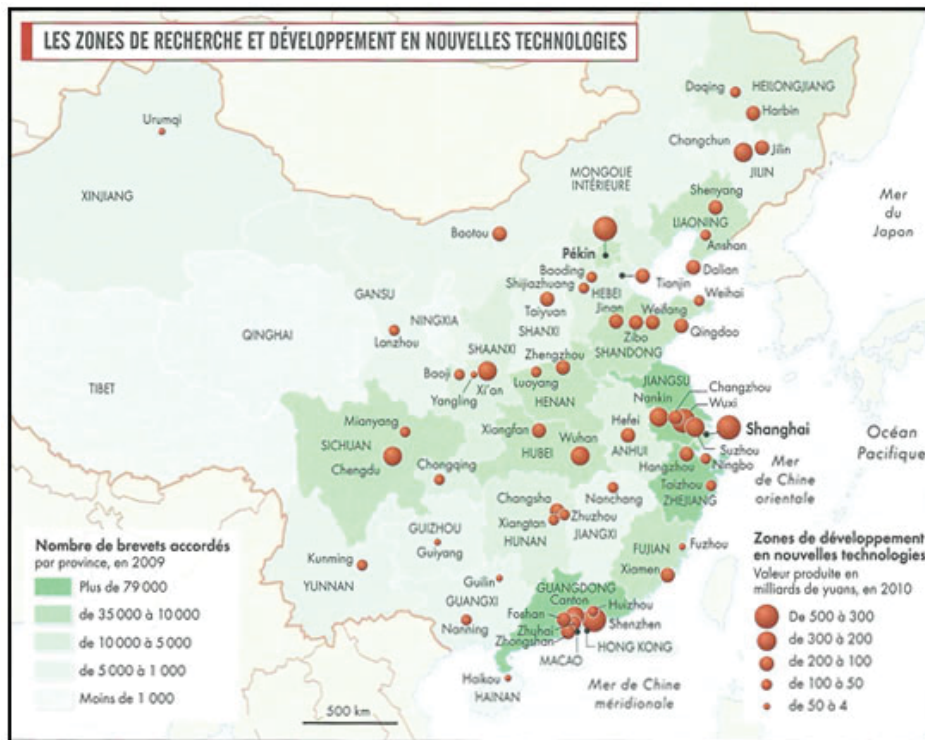 LES ZONES DE RECHERCHE ET DÉVELOPPEMENT EN NOUVELLES TECHNOLOGIES
Daqing
HEILONGJIANG
Harbin
Urumqi
Changchun
Jilin
JILIN
MONGOLIE
INTÉRIEURE
XINJIANG
Shenyang
LIAONING
Mer
du
Japon
Baotou
Anshan
Pékin
Baoding
Tianjin
Dalian
Shijiazhuang
HEBEI
Weihai
GANSU
Taiyuan
Jinan
Weifang
NINGXIA
SHANXI
Qingdao
QINGHAI
Lanzhou
Zibo
SHAANXI
Zhengzhou
SHANDONG
TIBET
Baoji
Xi'an
Luoyang
JIANGSU
Changzhou
Yangling
HENAN
Nankin
Wuxi
Mianyang
Xiangfan
Hefei
Shanghai
SICHUAN
Wuhan
Suzhou
Océan
Pacifique
Chengdu
Chongqing
HUBEI
ANHUI
Hangzhou
Ningbo
Mer
de Chine
orientale
Taizhou
ZHEJIANG
Changsha
Nanchang
Xiangtan
Zhuzhou
GUIZHOU
HUNAN
JIANGXI
Guiyang
FUJIAN
Fuzhou
Kunming
Xiamen
YUNNAN
Guilin
GUANGDONG
GUANGXI
Canton
Huizhou
Foshan
Shenzhen
Nanning
Zhuhai
Zhongshan
HONG KONG
MACAO
Haikou
HAINAN
Mer de Chine
méridionale
500 km
Nombre de brevets accordés
par province, en 2009
Plus de 79 000
de 35 000 à 10 000
de 10 000 à 5 000
de 5 000 à 1 000
Moins de 1 000
Zones de développement
en nouvelles technologies
Valeur produite en
milliards de yuans, en 2010
De 500 à 300
de 300 à 200
de 200 à 100
de 100 à 50
de 50 à 4